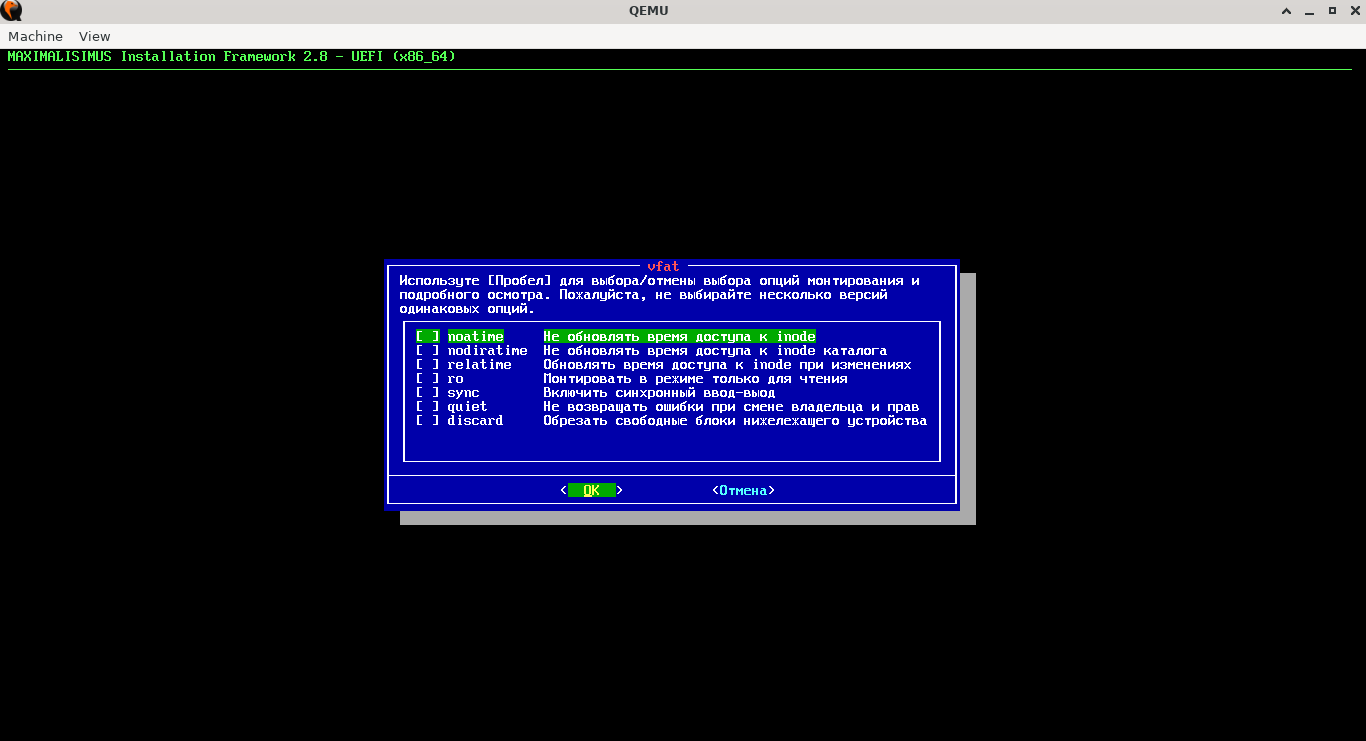 QEMU
Machine View
MAXIMALISIMUS Installation Framework 2.8 - UEFI (x86_64)
vfat
Используте [Пробел] для выбора/отмены выбора опций монтирования и
подробного осмотра. Пожалуйста, не выбирайте несколько версий
одинаковых опций.
[ ] noatime Не обновлять время доступа к inode
[ ] nodiratime Не обновлять время доступа к inode каталога
[ ] relatime Обновлять время доступа к inode при изменениях
[ ] ro Монтировать в режиме только для чтения
[ ] sync Включить синхронный ввод-выод
[ ] quiet Не возвращать ошибки при смене владельца и прав
[ ] discard Обрезать свободные блоки нижележащего устройства
< OK > <Отмена>